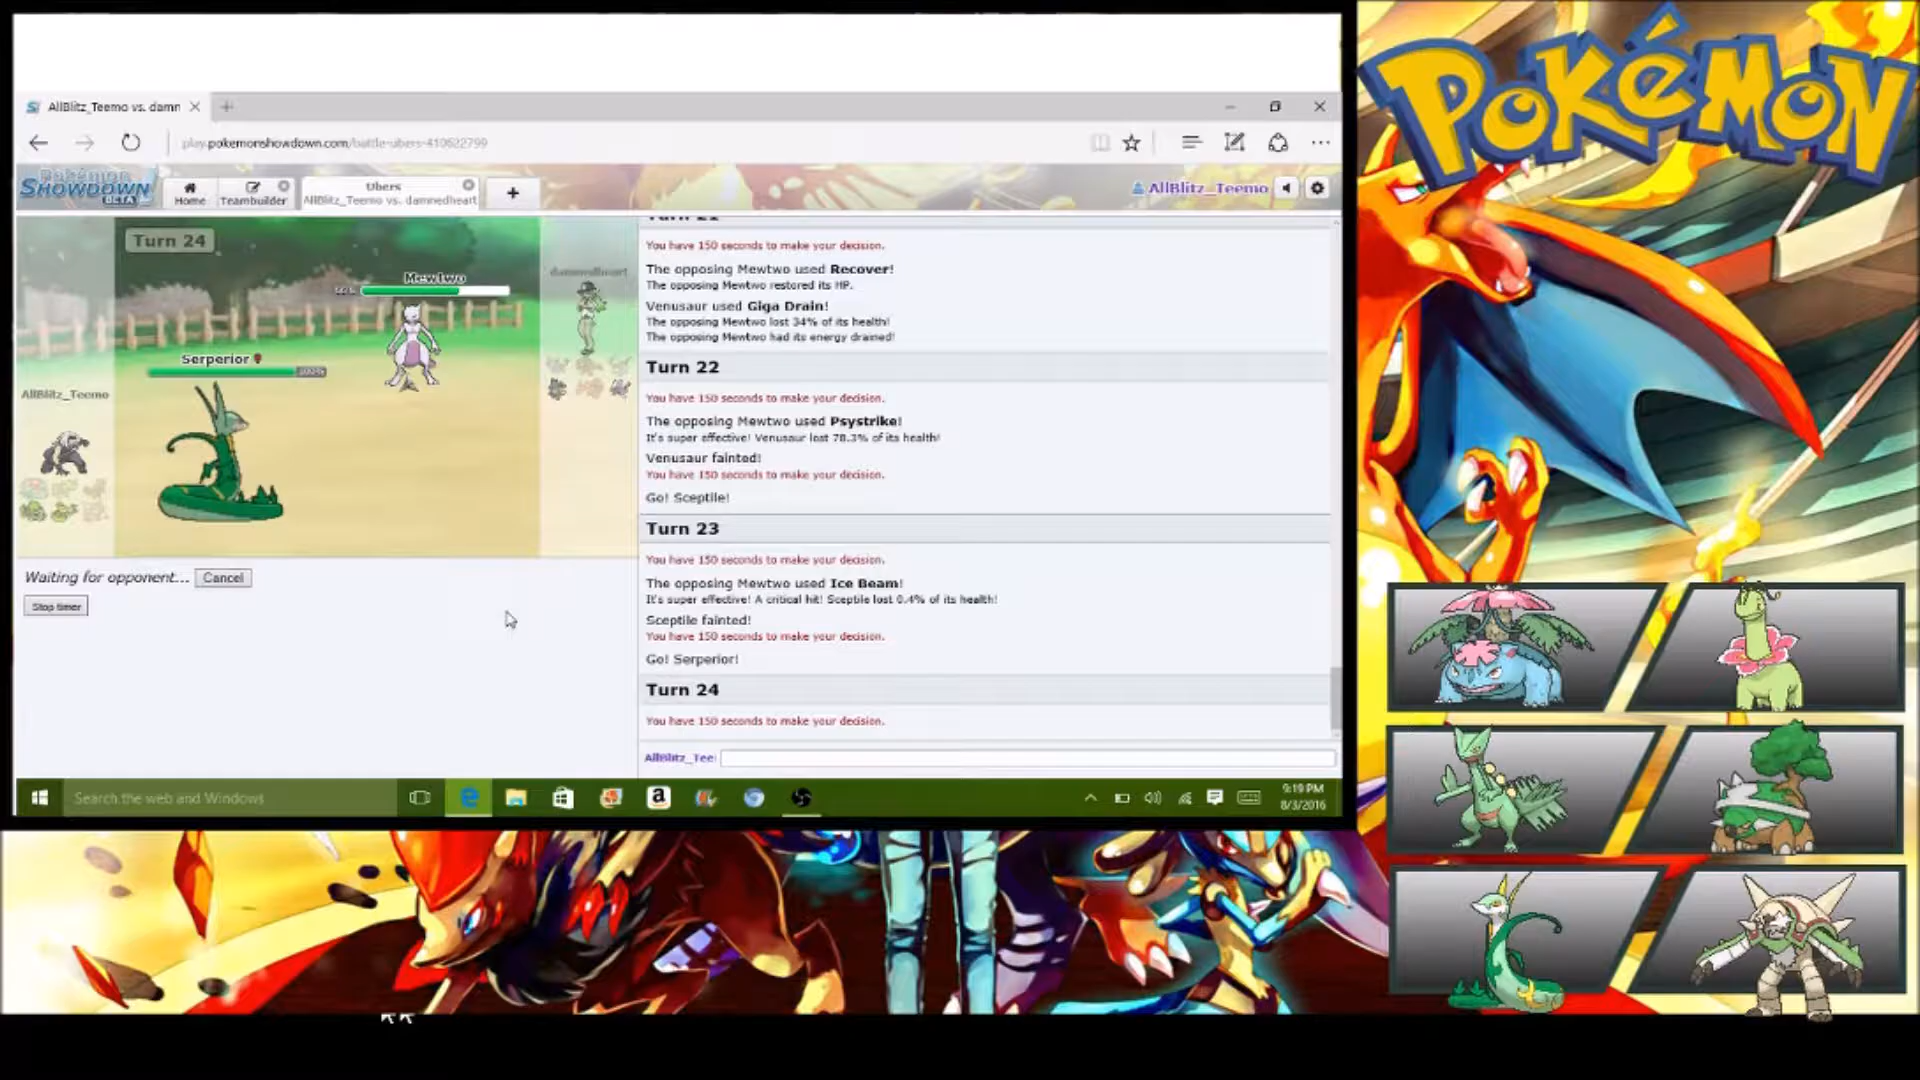 AllBlitz_Teemo vs. damn
play.pokemonshowdown.com/battle-ubers-410622799
Pokémon
SHOWDOWN
BETA
Home
Teambuilder
Ubers
AllBlitz_Teemo vs. damnedheart
AllBlitz_Teemo
Turn 24
Mewtwo
damnedheart
Serperior
100%
AllBlitz_Teemo
Waiting for opponent... Cancel
Stop timer
Turn 21
You have 150 seconds to make your decision.
The opposing Mewtwo used Recover!
The opposing Mewtwo restored its HP.
Venusaur used Giga Drain!
The opposing Mewtwo lost 34% of its health!
The opposing Mewtwo had its energy drained!
Turn 22
You have 150 seconds to make your decision.
The opposing Mewtwo used Psystrike!
It's super effective! Venusaur lost 78.3% of its health!
Venusaur fainted!
You have 150 seconds to make your decision.
Go! Sceptile!
Turn 23
You have 150 seconds to make your decision.
The opposing Mewtwo used Ice Beam!
It's super effective! A critical hit! Sceptile lost 0.4% of its health!
Sceptile fainted!
You have 150 seconds to make your decision.
Go! Serperior!
Turn 24
You have 150 seconds to make your decision.
AllBlitz_Tee:
Search the web and Windows
9:19 PM
8/3/2016
POKéMON